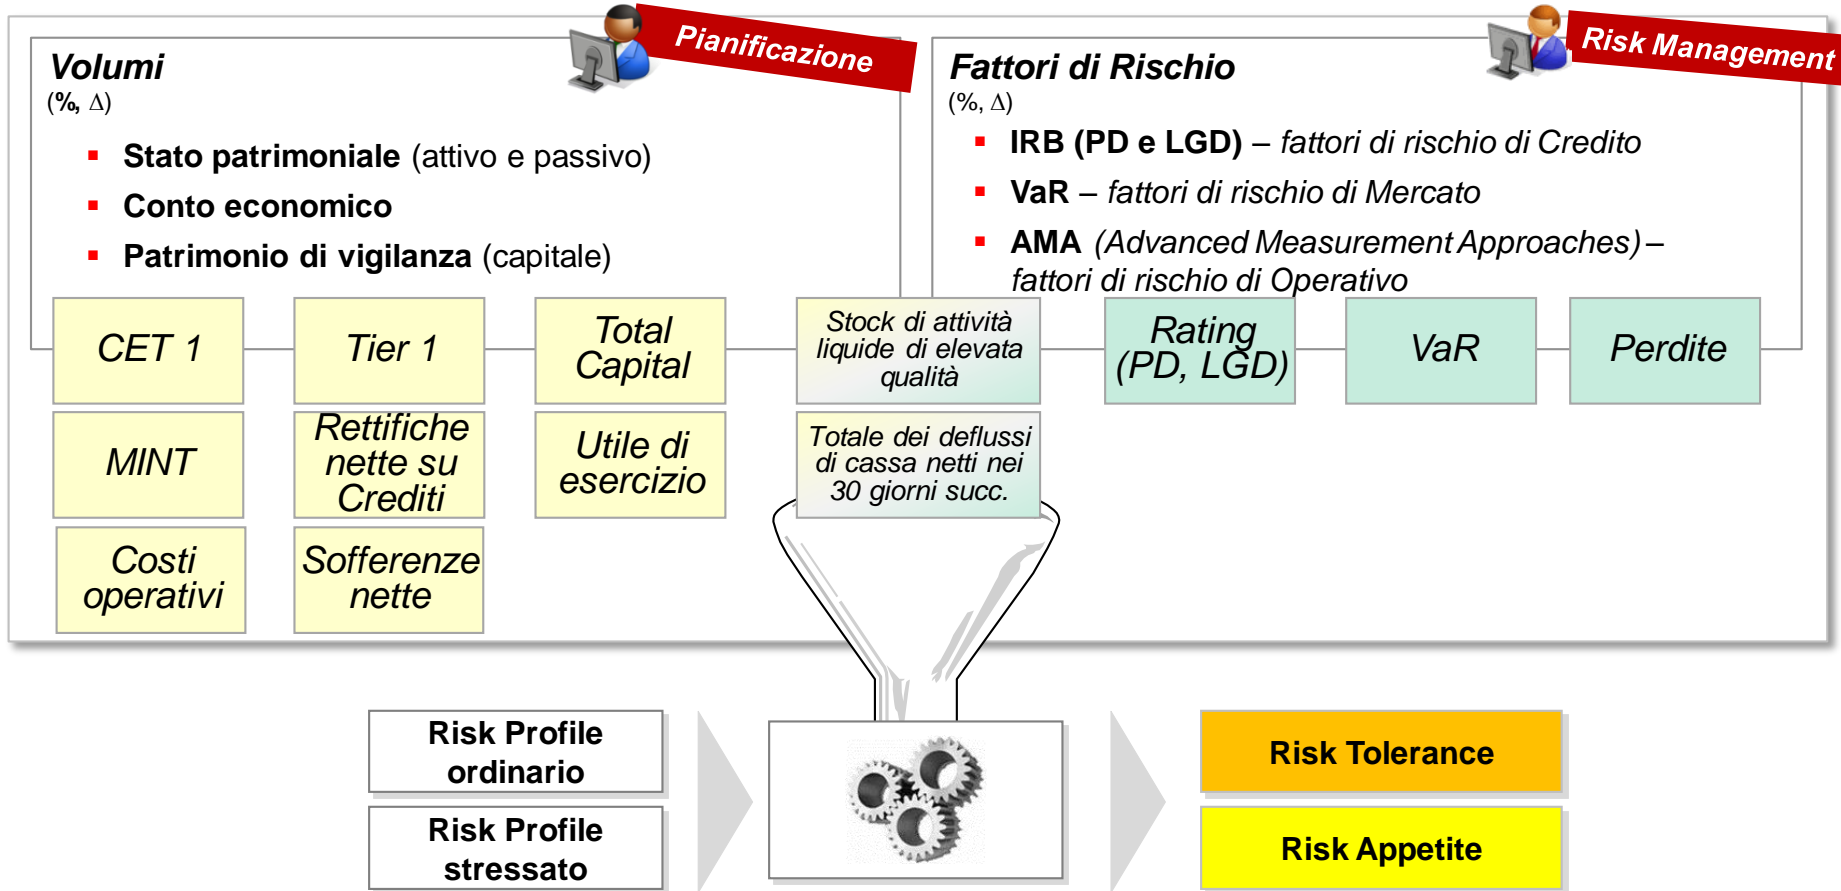 Pianificazione
Risk Management
Volumi
(%, ∆)
▪ Stato patrimoniale (attivo e passivo)
▪ Conto economico
▪ Patrimonio di vigilanza (capitale)
Fattori di Rischio
(%, ∆)
▪ IRB (PD e LGD) – fattori di rischio di Credito
▪ VaR – fattori di rischio di Mercato
▪ AMA (Advanced Measurement Approaches) –
fattori di rischio di Operativo
CET 1
Tier 1
Total
Capital
Stock di attività
liquide di elevata
qualità
Rating
(PD, LGD)
VaR
Perdite
MINT
Rettifiche
nette su
Crediti
Utile di
esercizio
Totale dei deflussi
di cassa netti nei
30 giorni succ.
Costi
operativi
Sofferenze
nette
Risk Profile
ordinario
Risk Profile
stressato
Risk Tolerance
Risk Appetite